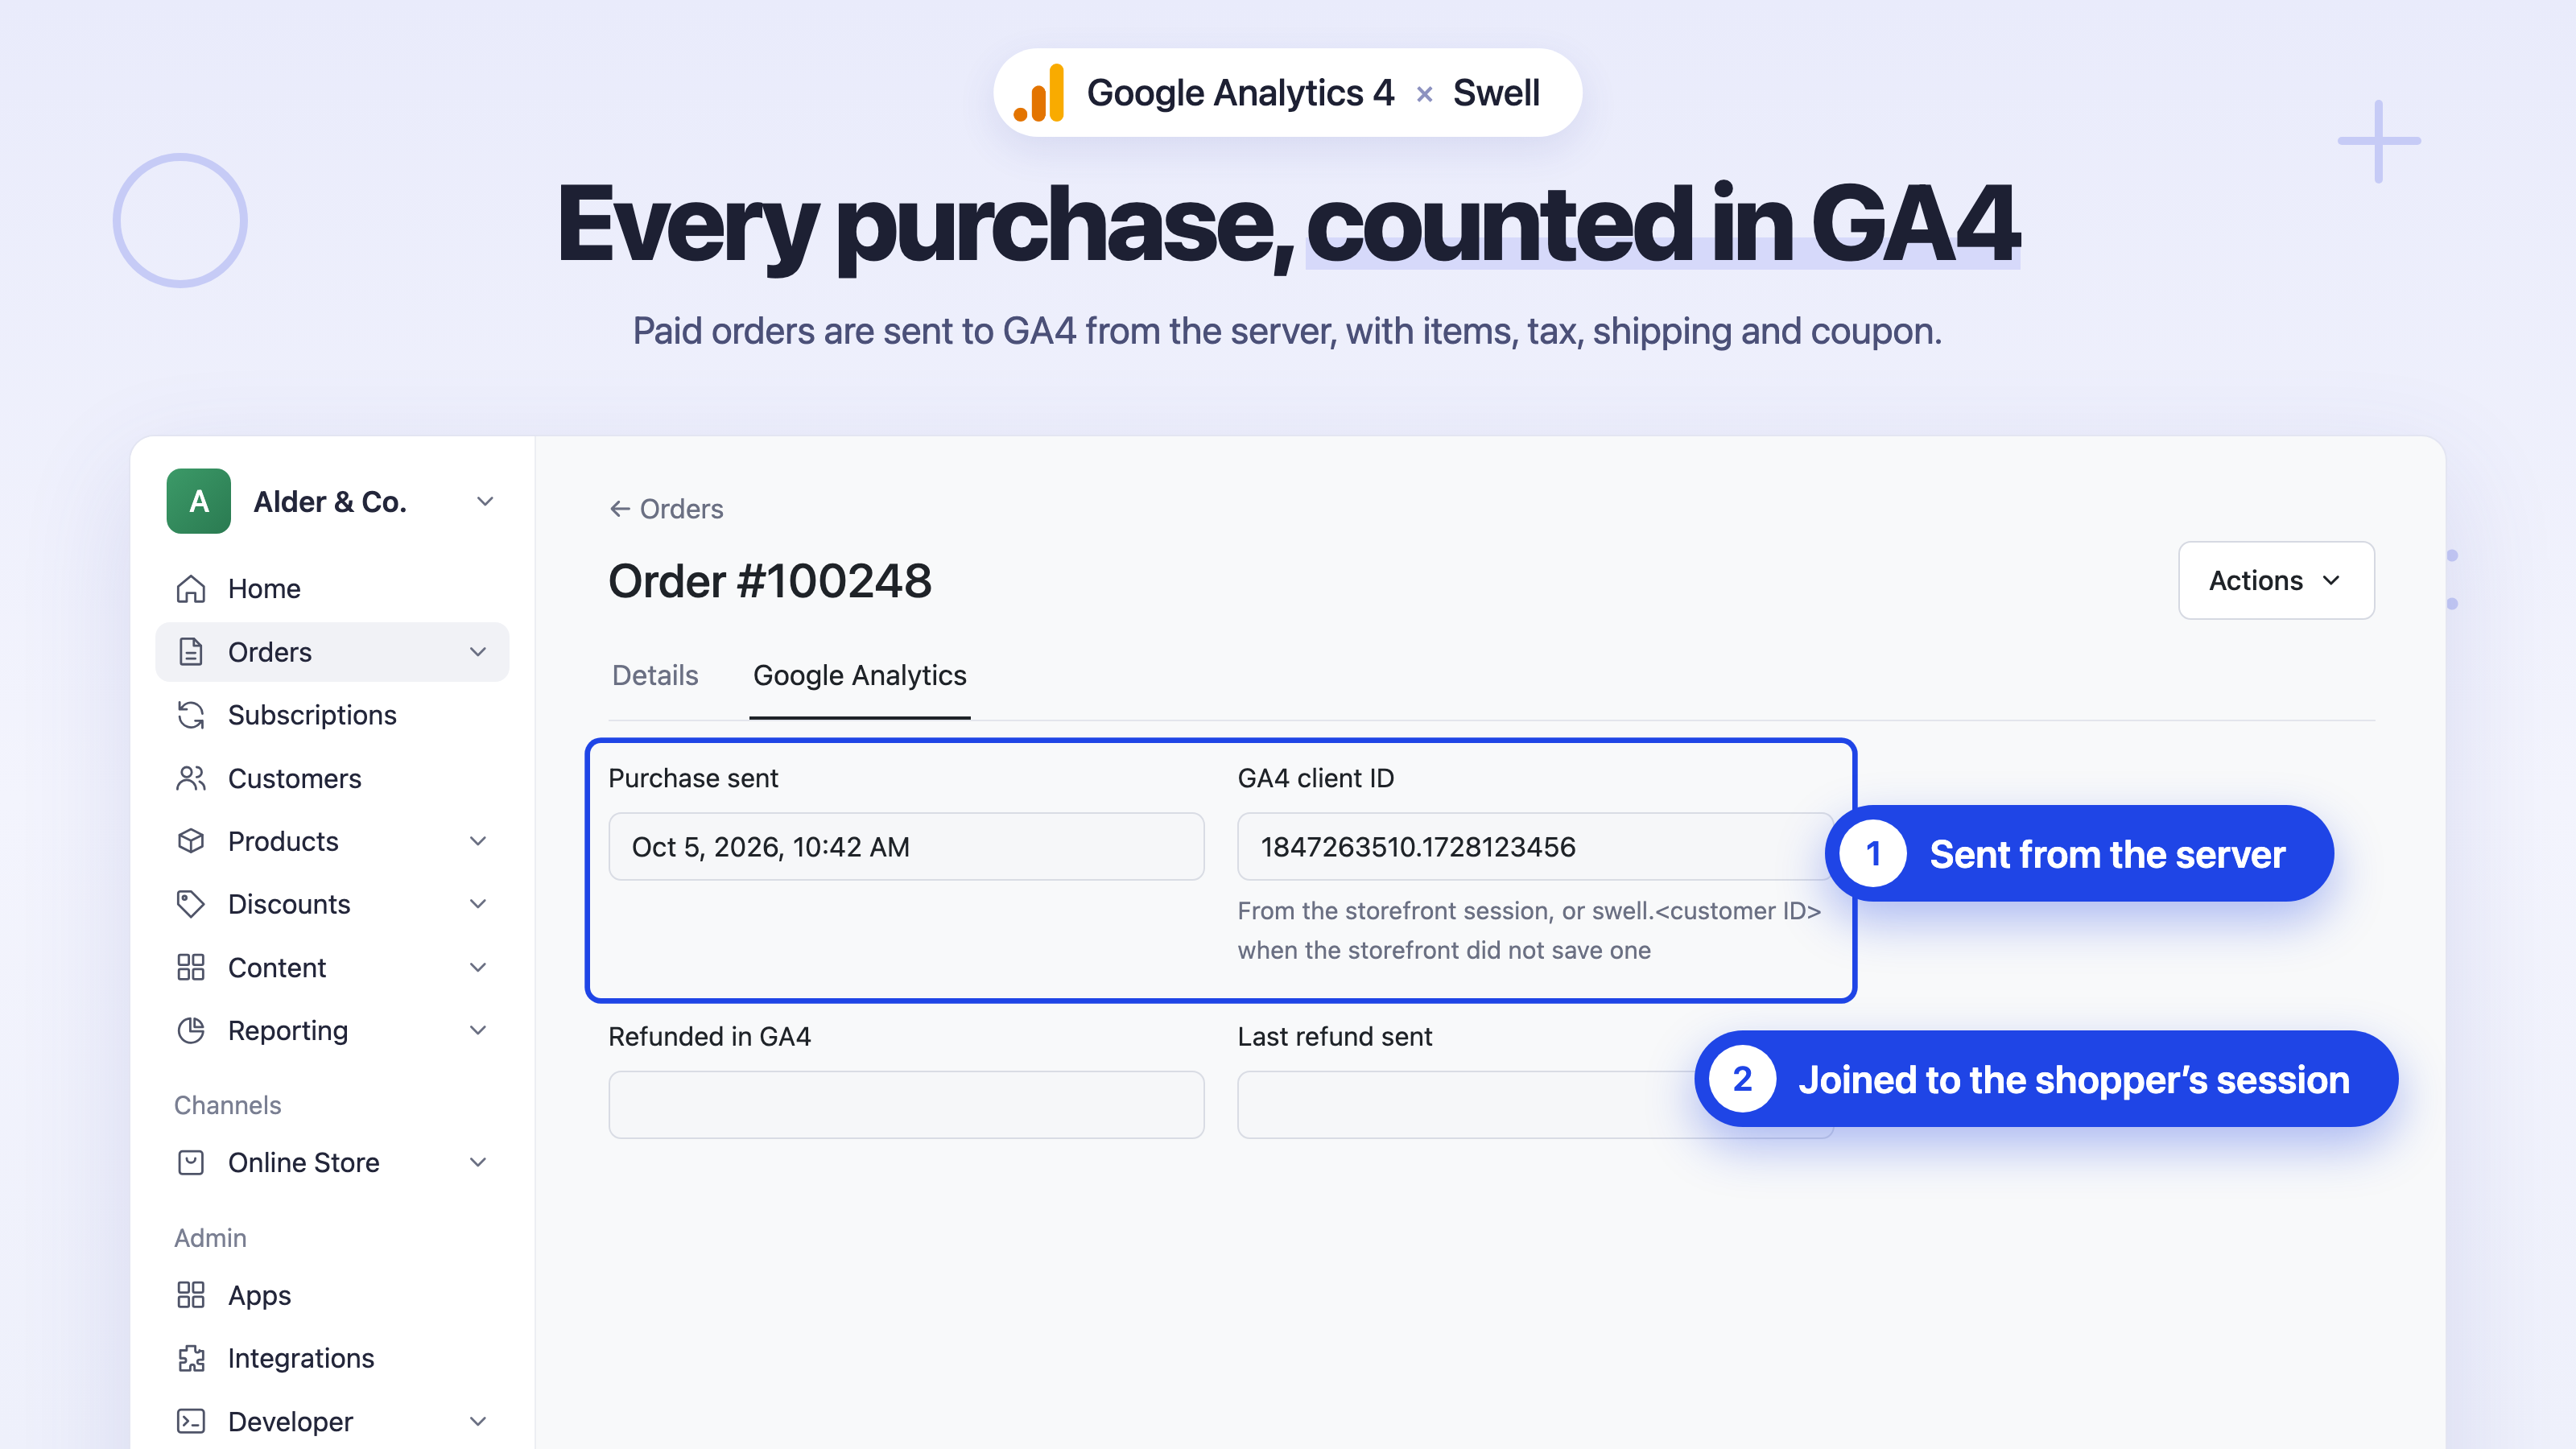 Google Analytics 4 × Swell
Every purchase, counted in GA4
Paid orders are sent to GA4 from the server, with items, tax, shipping and coupon.
A Alder & Co.
Home
Orders
Subscriptions
Customers
Products
Discounts
Content
Reporting
Channels
Online Store
Admin
Apps
Integrations
Developer
← Orders
Order #100248
Actions
Details Google Analytics
Purchase sent
Oct 5, 2026, 10:42 AM
GA4 client ID
1847263510.1728123456
From the storefront session, or swell.<customer ID>
when the storefront did not save one
1 Sent from the server
Refunded in GA4
Last refund sent
2 Joined to the shopper’s session